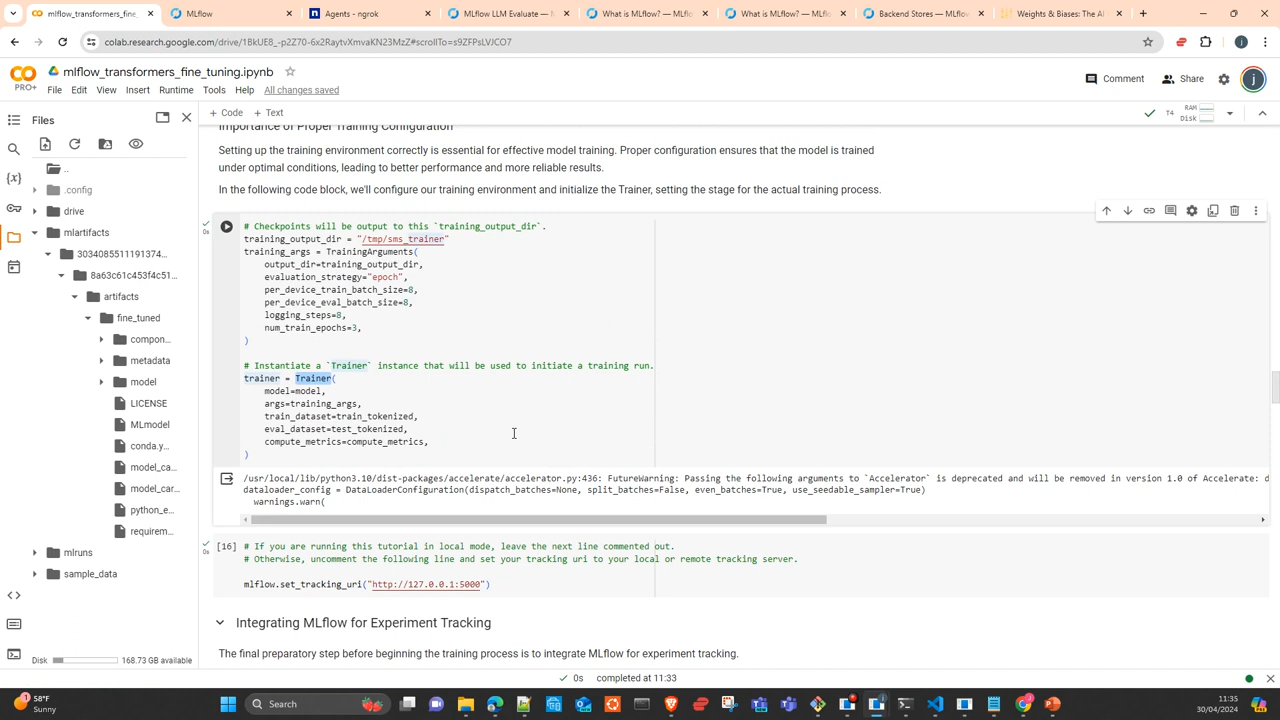 mlflow_transformers_fine_
MLflow
Agents - ngrok
MLflow LLM Evaluate — 
What is MLflow? — ML
What is MLflow? — ML
Backend Stores — MLflo
Weights & Biases: The A
colab.research.google.com/drive/1BkUE8_-p2Z70-6x2RaytvXmvaKN23MzZ#scrollTo=s9ZFPsLVJCO7
j
CO
PRO+
mlflow_transformers_fine_tuning.ipynb
File Edit View Insert Runtime Tools Help All changes saved
Comment
Share
j
Files
+ Code + Text
T4
RAM
Disk
..
.config
drive
mlartifacts
3034085511191374...
8a63c61c453f4c51...
artifacts
fine_tuned
compon...
metadata
model
LICENSE
MLmodel
conda.y...
model_ca...
model_car...
python_e...
requirem...
mlruns
sample_data
Disk 168.73 GB available
Importance of Proper Training Configuration
Setting up the training environment correctly is essential for effective model training. Proper configuration ensures that the model is trained
under optimal conditions, leading to better performance and more reliable results.
In the following code block, we'll configure our training environment and initialize the Trainer, setting the stage for the actual training process.
0s
# Checkpoints will be output to this `training_output_dir`.
training_output_dir = "/tmp/sms_trainer"
training_args = TrainingArguments(
output_dir=training_output_dir,
evaluation_strategy="epoch",
per_device_train_batch_size=8,
per_device_eval_batch_size=8,
logging_steps=8,
num_train_epochs=3,
)
# Instantiate a `Trainer` instance that will be used to initiate a training run.
trainer = Trainer(
model=model,
args=training_args,
train_dataset=train_tokenized,
eval_dataset=test_tokenized,
compute_metrics=compute_metrics,
)
/usr/local/lib/python3.10/dist-packages/accelerate/accelerator.py:436: FutureWarning: Passing the following arguments to `Accelerator` is deprecated and will be removed in version 1.0 of Accelerate: d
dataloader_config = DataLoaderConfiguration(dispatch_batches=None, split_batches=False, even_batches=True, use_seedable_sampler=True)
warnings.warn(
0s
[16]
# If you are running this tutorial in local mode, leave the next line commented out.
# Otherwise, uncomment the following line and set your tracking uri to your local or remote tracking server.
mlflow.set_tracking_uri("http://127.0.0.1:5000")
Integrating MLflow for Experiment Tracking
The final preparatory step before beginning the training process is to integrate MLflow for experiment tracking.
0s completed at 11:33
58°F
Sunny
Search
11:35
30/04/2024